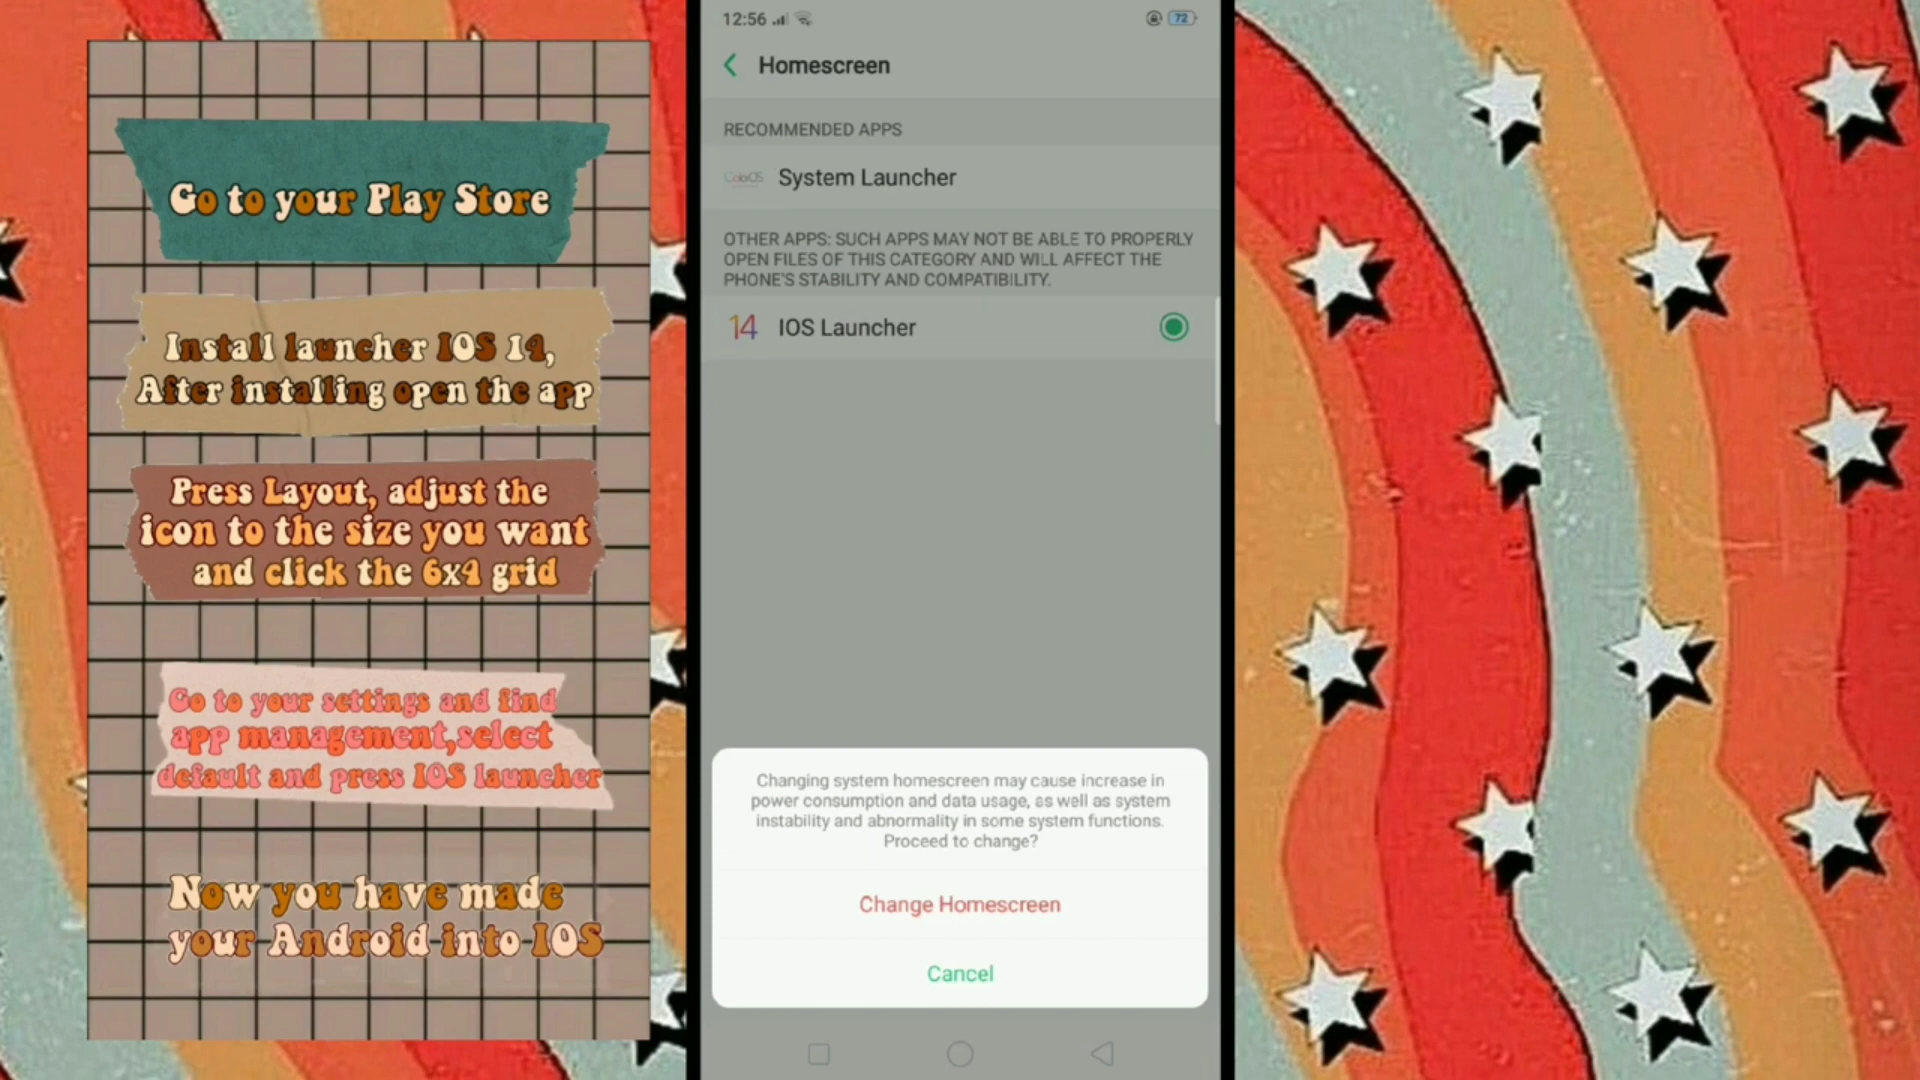 Go to your Play Store
Install launcher IOS 14,
After installing open the app
Press Layout, adjust the
icon to the size you want
and click the 6x4 grid
Go to your settings and find
app management,select
default and press IOS launcher
Now you have made
your Android into IOS
12:56
72
Homescreen
RECOMMENDED APPS
ColorOS
System Launcher
OTHER APPS: SUCH APPS MAY NOT BE ABLE TO PROPERLY
OPEN FILES OF THIS CATEGORY AND WILL AFFECT THE
PHONE'S STABILITY AND COMPATIBILITY.
14
IOS Launcher
Changing system homescreen may cause increase in
power consumption and data usage, as well as system
instability and abnormality in some system functions.
Proceed to change?
Change Homescreen
Cancel